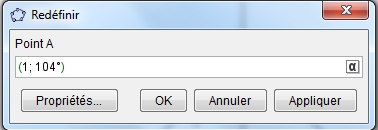 Redéfinir
Point A
(1; 104°)
α
Propriétés... OK Annuler Appliquer